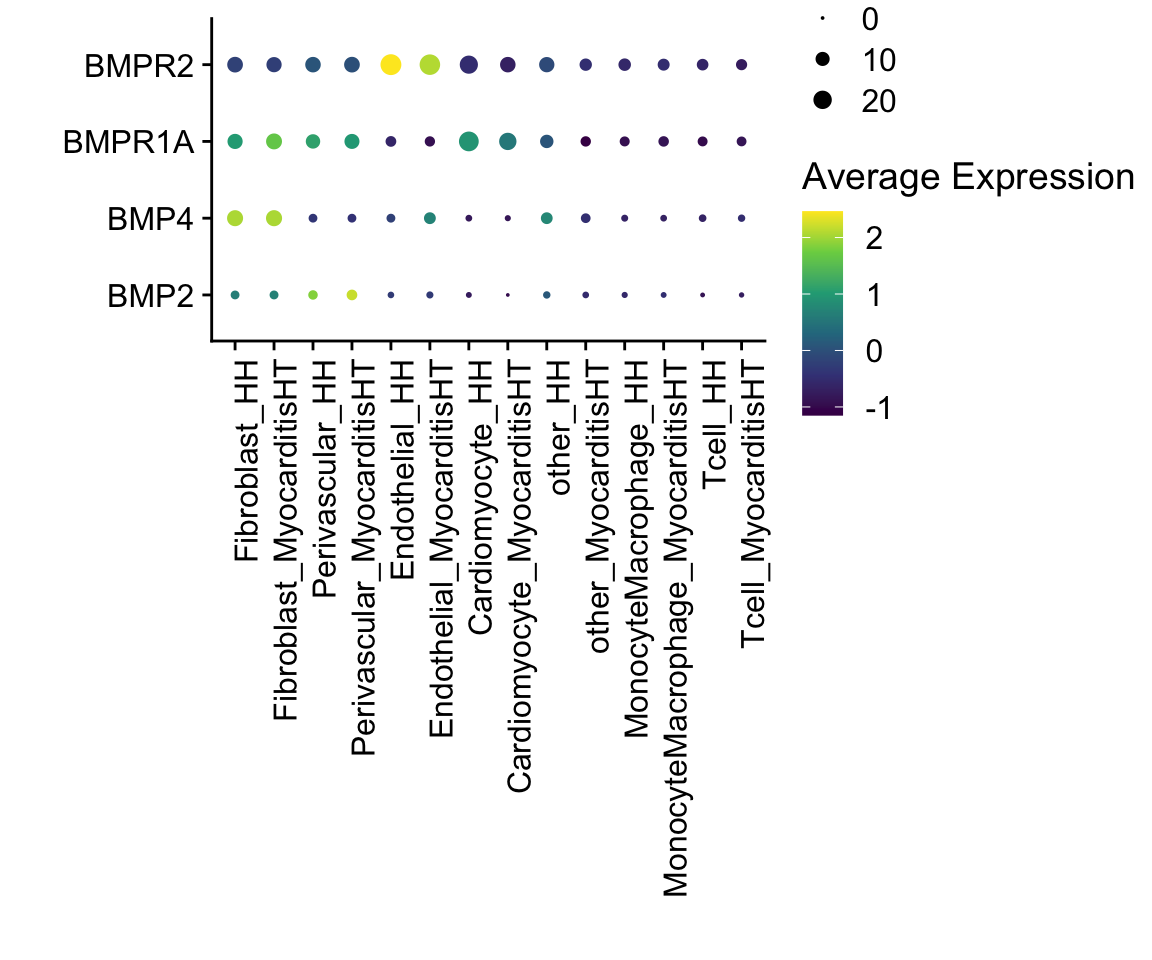 0
10
20
BMPR2
BMPR1A
BMP4
BMP2
Average Expression
2
1
0
-1
Fibroblast_HH
Fibroblast_MyocarditisHT
Perivascular_HH
Perivascular_MyocarditisHT
Endothelial_HH
Endothelial_MyocarditisHT
Cardiomyocyte_HH
Cardiomyocyte_MyocarditisHT
other_HH
other_MyocarditisHT
MonocyteMacrophage_HH
MonocyteMacrophage_MyocarditisHT
Tcell_HH
Tcell_MyocarditisHT